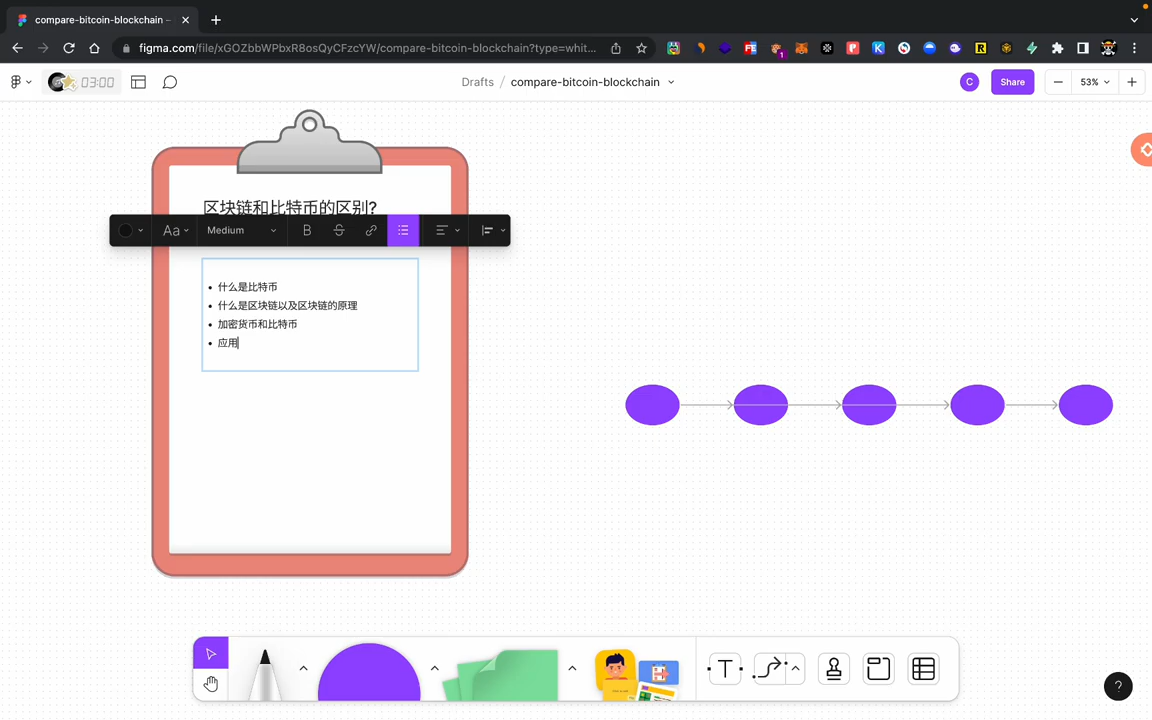 compare-bitcoin-blockchain –
figma.com/file/xGOZbbWPbxR8osQyCFzcYW/compare-bitcoin-blockchain?type=whit...
03:00
Drafts / compare-bitcoin-blockchain
C
Share
53%
区块链和比特币的区别?
Aa
Medium
B
S
什么是比特币
什么是区块链以及区块链的原理
加密货币和比特币
应用
T
?